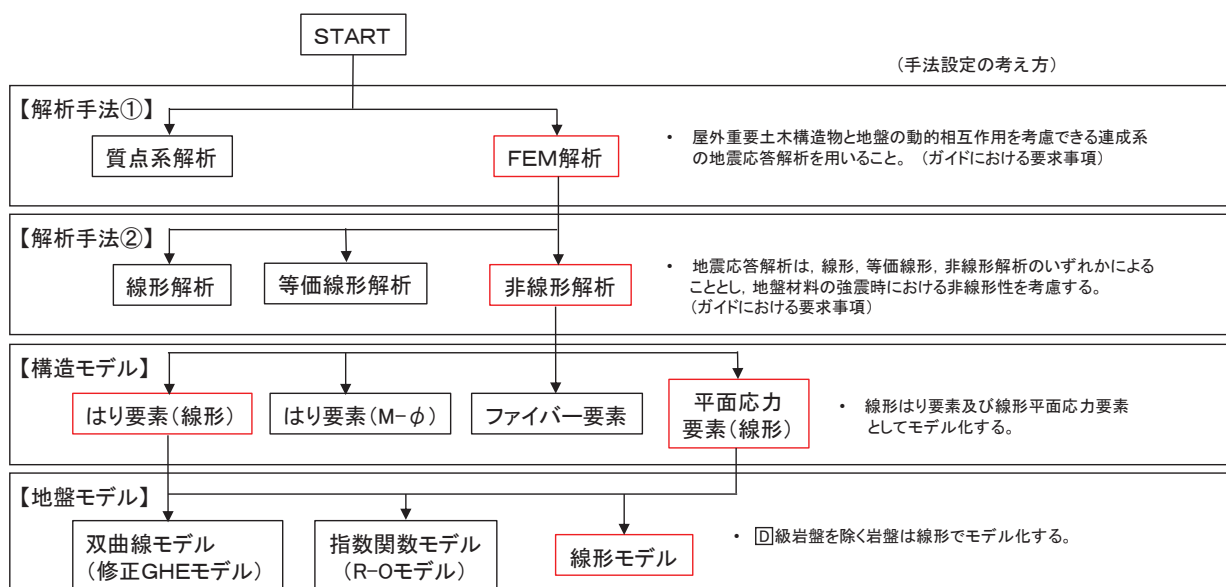 START
(手法設定の考え方)
【解析手法①】
質点系解析
FEM解析
・ 屋外重要土木構造物と地盤の動的相互作用を考慮できる連成系
の地震応答解析を用いること。 (ガイドにおける要求事項)
【解析手法②】
線形解析
等価線形解析
非線形解析
・ 地震応答解析は, 線形, 等価線形, 非線形解析のいずれかによる
こととし, 地盤材料の強震時における非線形性を考慮する。
(ガイドにおける要求事項)
【構造モデル】
はり要素(線形)
はり要素(M-φ)
ファイバー要素
平面応力
要素(線形)
・ 線形はり要素及び線形平面応力要素
としてモデル化する。
【地盤モデル】
双曲線モデル
(修正GHEモデル)
指数関数モデル
(R-Oモデル)
線形モデル
・ D級岩盤を除く岩盤は線形でモデル化する。